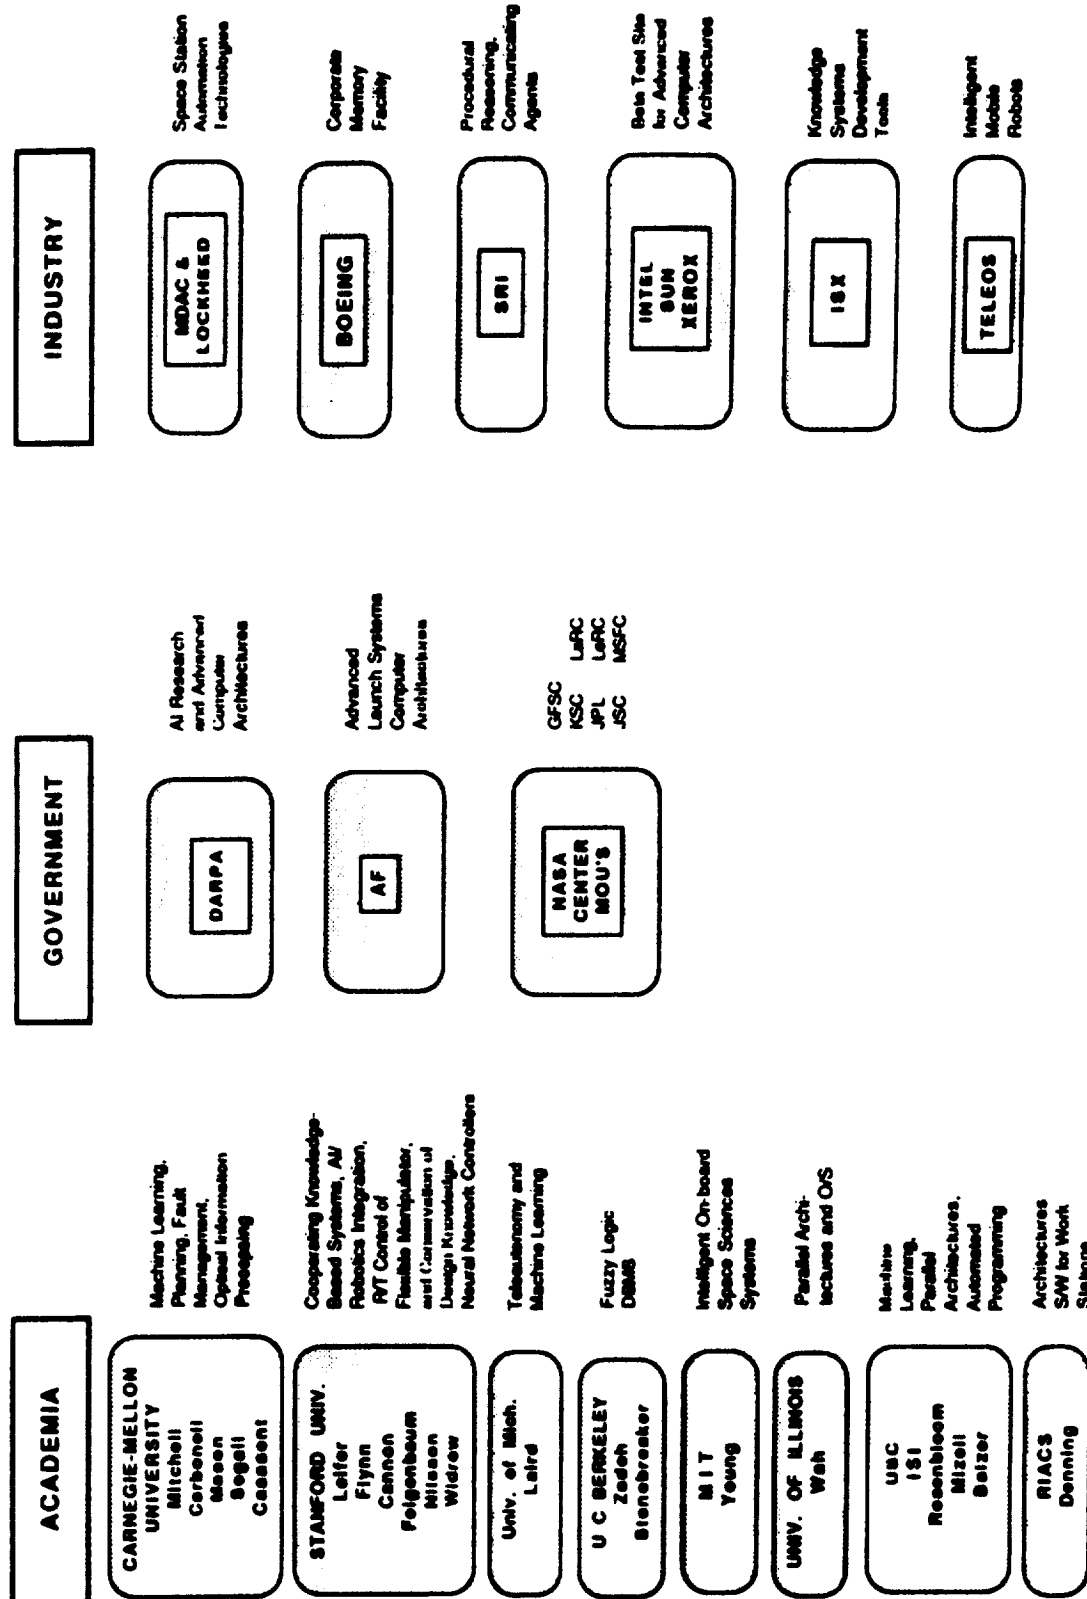 ACADEMIA
CARNEGIE-MELLON
UNIVERSITY
Mitchell
Carbonell
Mason
Segall
Casasent
Machine Learning,
Planning, Fault
Management,
Optical Information
Processing
STANFORD UNIV.
Leifer
Flynn
Cannon
Feigenbaum
Nilsson
Widrow
Cooperating Knowledge-
Based Systems, AI/
Robotics Integration,
R/T Control of
Flexible Manipulator,
and Conservation of
Design Knowledge,
Neural Network Controllers
Univ. of Mich.
Laird
Teleautonomy and
Machine Learning
U C BERKELEY
Zadeh
Stonebreaker
Fuzzy Logic
DBMS
M I T
Young
Intelligent On-board
Space Sciences
Systems
UNIV. OF ILLINOIS
Wah
Parallel Archi-
tectures and O/S
USC
ISI
Rosenbloom
Mizell
Balzer
Machine
Learning,
Parallel
Architectures,
Automated
Programming
RIACS
Denning
Architectures
S/W for Work
Stations
GOVERNMENT
DARPA
AI Research
and Advanced
Computer
Architectures
AF
Advanced
Launch Systems
Computer
Architectures
NASA
CENTER
MOU'S
GFSC
KSC LaRC
JPL LeRC
JSC MSFC
INDUSTRY
MDAC &
LOCKHEED
Space Station
Automation
Technologies
BOEING
Corporate
Memory
Facility
SRI
Procedural
Reasoning,
Communicating
Agents
INTEL
SUN
XEROX
Beta Test Site
for Advanced
Computer
Architectures
ISX
Knowledge
Systems
Development
Tools
TELEOS
Intelligent
Mobile
Robots